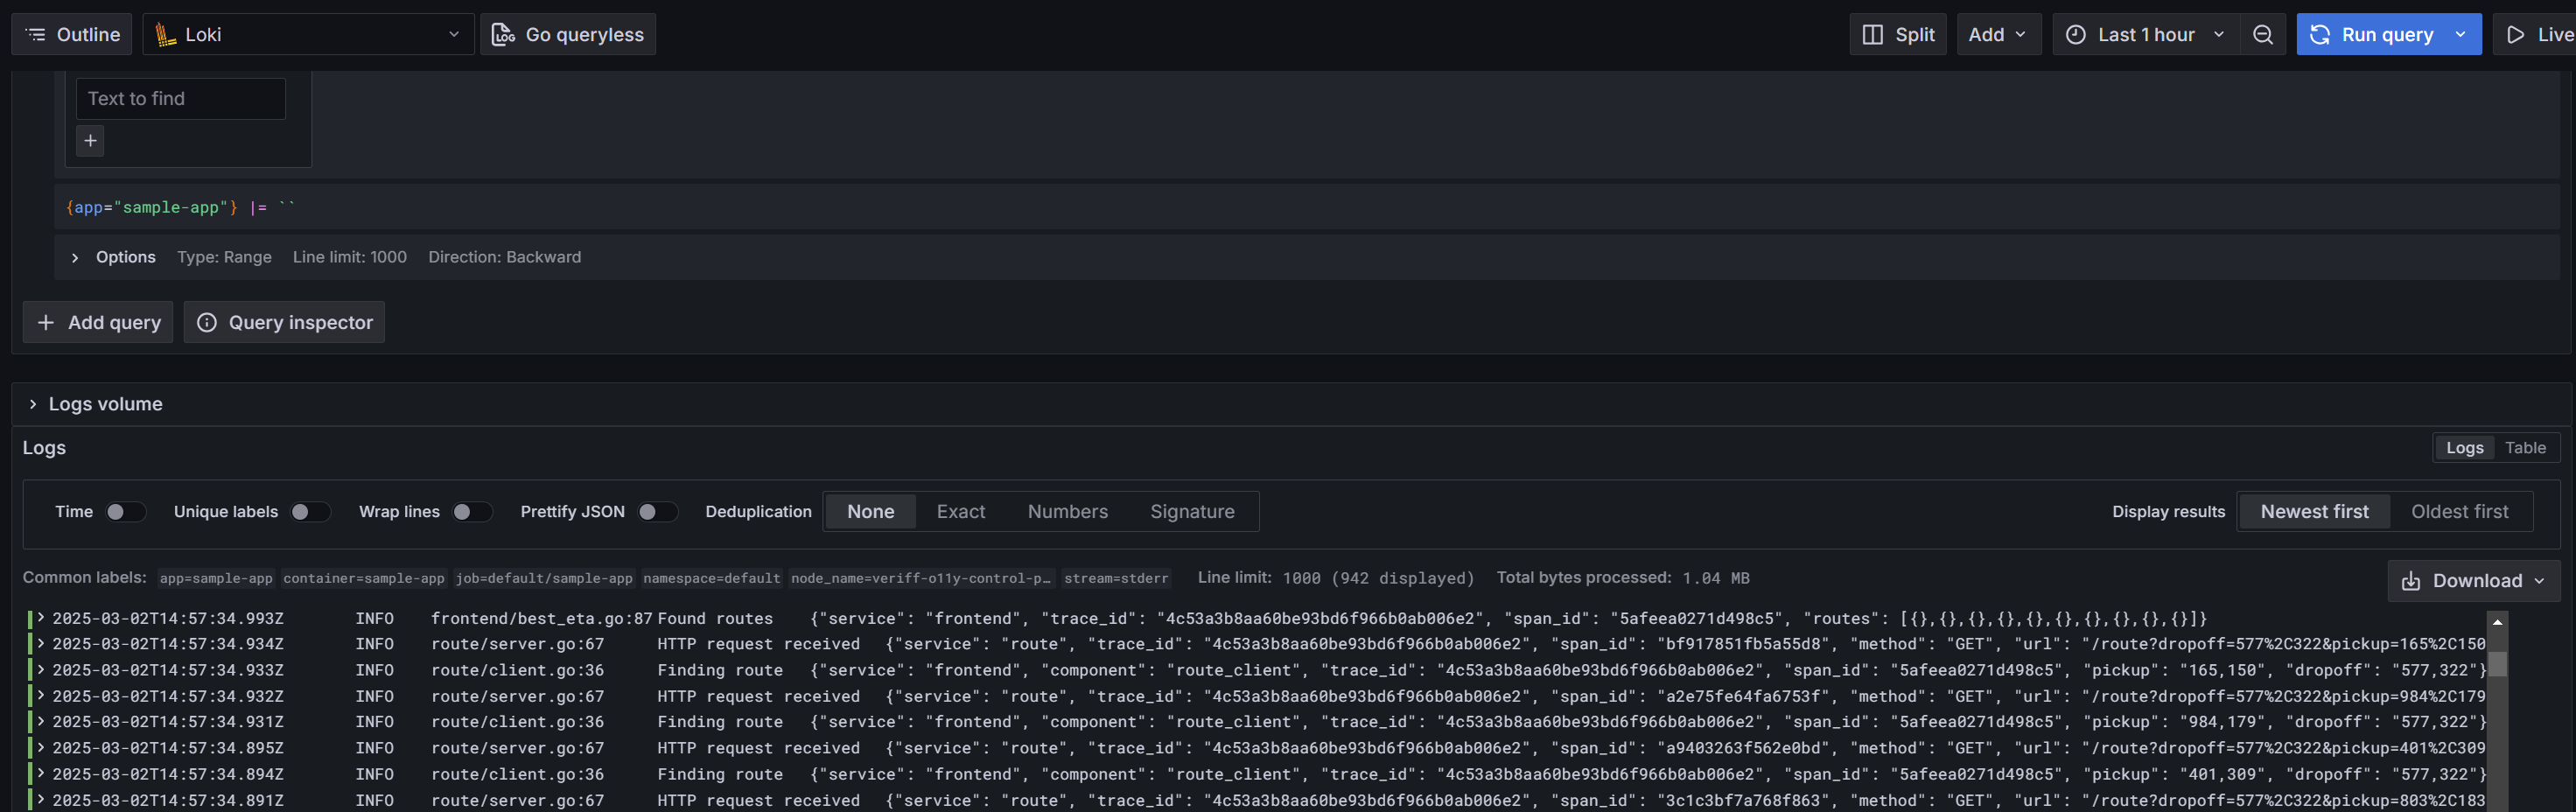 Outline Loki Go queryless Split Add Last 1 hour Run query Live
Text to find
+
{app="sample-app"} |= ``
Options Type: Range Line limit: 1000 Direction: Backward
+ Add query Query inspector
Logs volume
Logs Logs Table
Time Unique labels Wrap lines Prettify JSON Deduplication None Exact Numbers Signature Display results Newest first Oldest first
Common labels: app=sample-app container=sample-app job=default/sample-app namespace=default node_name=veriff-o11y-control-p… stream=stderr Line limit: 1000 (942 displayed) Total bytes processed: 1.04 MB Download
2025-03-02T14:57:34.993Z INFO frontend/best_eta.go:87 Found routes {"service": "frontend", "trace_id": "4c53a3b8aa60be93bd6f966b0ab006e2", "span_id": "5afeea0271d498c5", "routes": [{},{},{},{},{},{},{},{},{},{}]}
2025-03-02T14:57:34.934Z INFO route/server.go:67 HTTP request received {"service": "route", "trace_id": "4c53a3b8aa60be93bd6f966b0ab006e2", "span_id": "bf917851fb5a55d8", "method": "GET", "url": "/route?dropoff=577%2C322&pickup=165%2C150
2025-03-02T14:57:34.933Z INFO route/client.go:36 Finding route {"service": "frontend", "component": "route_client", "trace_id": "4c53a3b8aa60be93bd6f966b0ab006e2", "span_id": "5afeea0271d498c5", "pickup": "165,150", "dropoff": "577,322"}
2025-03-02T14:57:34.932Z INFO route/server.go:67 HTTP request received {"service": "route", "trace_id": "4c53a3b8aa60be93bd6f966b0ab006e2", "span_id": "a2e75fe64fa6753f", "method": "GET", "url": "/route?dropoff=577%2C322&pickup=984%2C179
2025-03-02T14:57:34.931Z INFO route/client.go:36 Finding route {"service": "frontend", "component": "route_client", "trace_id": "4c53a3b8aa60be93bd6f966b0ab006e2", "span_id": "5afeea0271d498c5", "pickup": "984,179", "dropoff": "577,322"}
2025-03-02T14:57:34.895Z INFO route/server.go:67 HTTP request received {"service": "route", "trace_id": "4c53a3b8aa60be93bd6f966b0ab006e2", "span_id": "a9403263f562e0bd", "method": "GET", "url": "/route?dropoff=577%2C322&pickup=401%2C309
2025-03-02T14:57:34.894Z INFO route/client.go:36 Finding route {"service": "frontend", "component": "route_client", "trace_id": "4c53a3b8aa60be93bd6f966b0ab006e2", "span_id": "5afeea0271d498c5", "pickup": "401,309", "dropoff": "577,322"}
2025-03-02T14:57:34.891Z INFO route/server.go:67 HTTP request received {"service": "route", "trace_id": "4c53a3b8aa60be93bd6f966b0ab006e2", "span_id": "3c1c3bf7a768f863", "method": "GET", "url": "/route?dropoff=577%2C322&pickup=803%2C183